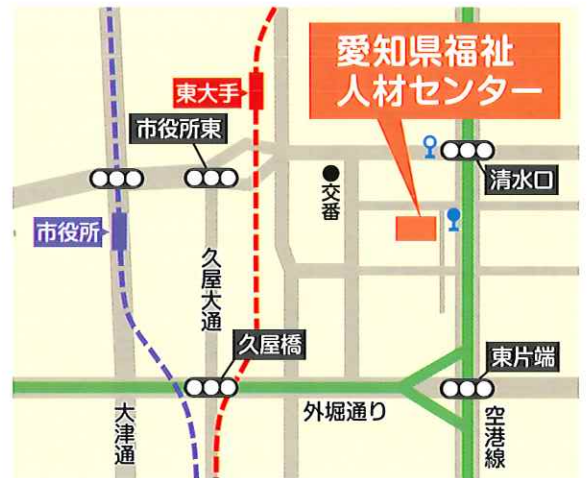 愛知県福祉
人材センター
東大手
市役所東
清水口
交番
市役所
久屋大通
久屋橋
東片端
外堀通り
大津通
空港線